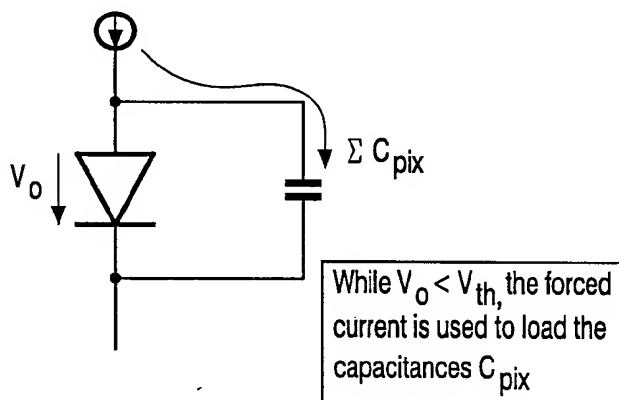 Σ C_pix
V_o
While V_o < V_th, the forced
current is used to load the
capacitances C_pix